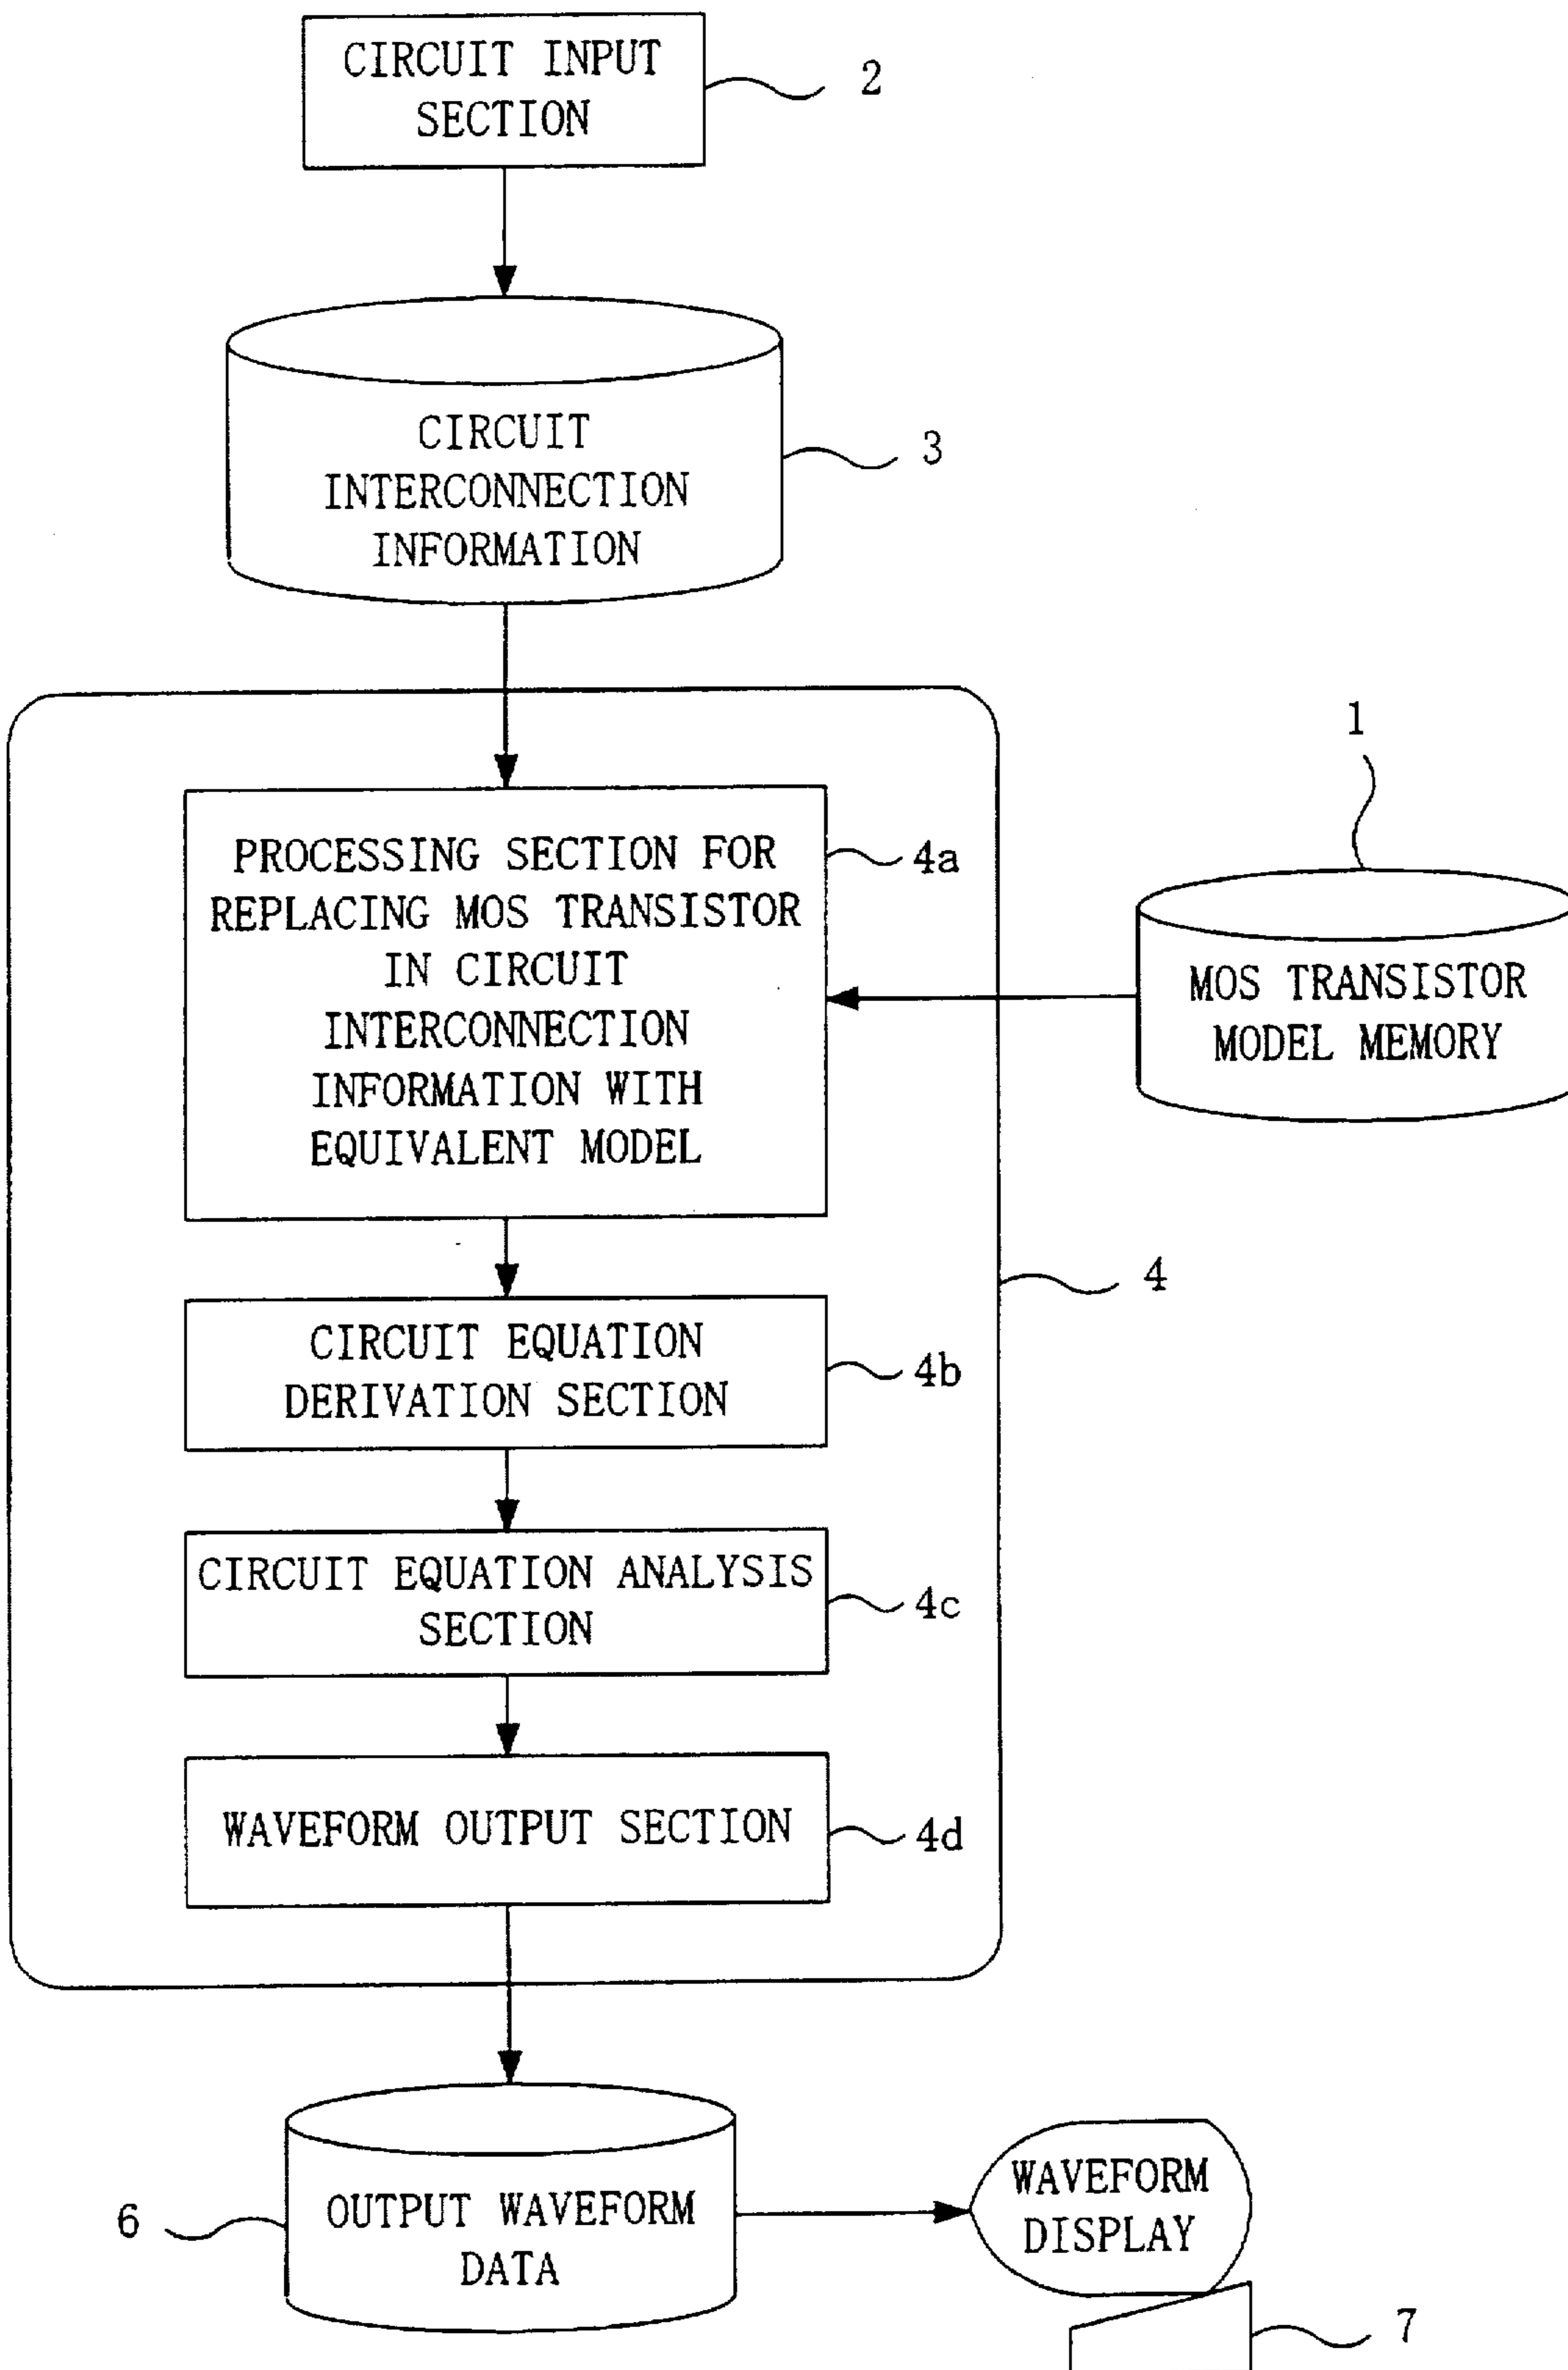 CIRCUIT INPUT
SECTION
2
CIRCUIT
INTERCONNECTION
INFORMATION
3
1
PROCESSING SECTION FOR
REPLACING MOS TRANSISTOR
IN CIRCUIT
INTERCONNECTION
INFORMATION WITH
EQUIVALENT MODEL
4a
MOS TRANSISTOR
MODEL MEMORY
4
CIRCUIT EQUATION
DERIVATION SECTION
4b
CIRCUIT EQUATION ANALYSIS
SECTION
4c
WAVEFORM OUTPUT SECTION
4d
6
OUTPUT WAVEFORM
DATA
WAVEFORM
DISPLAY
7